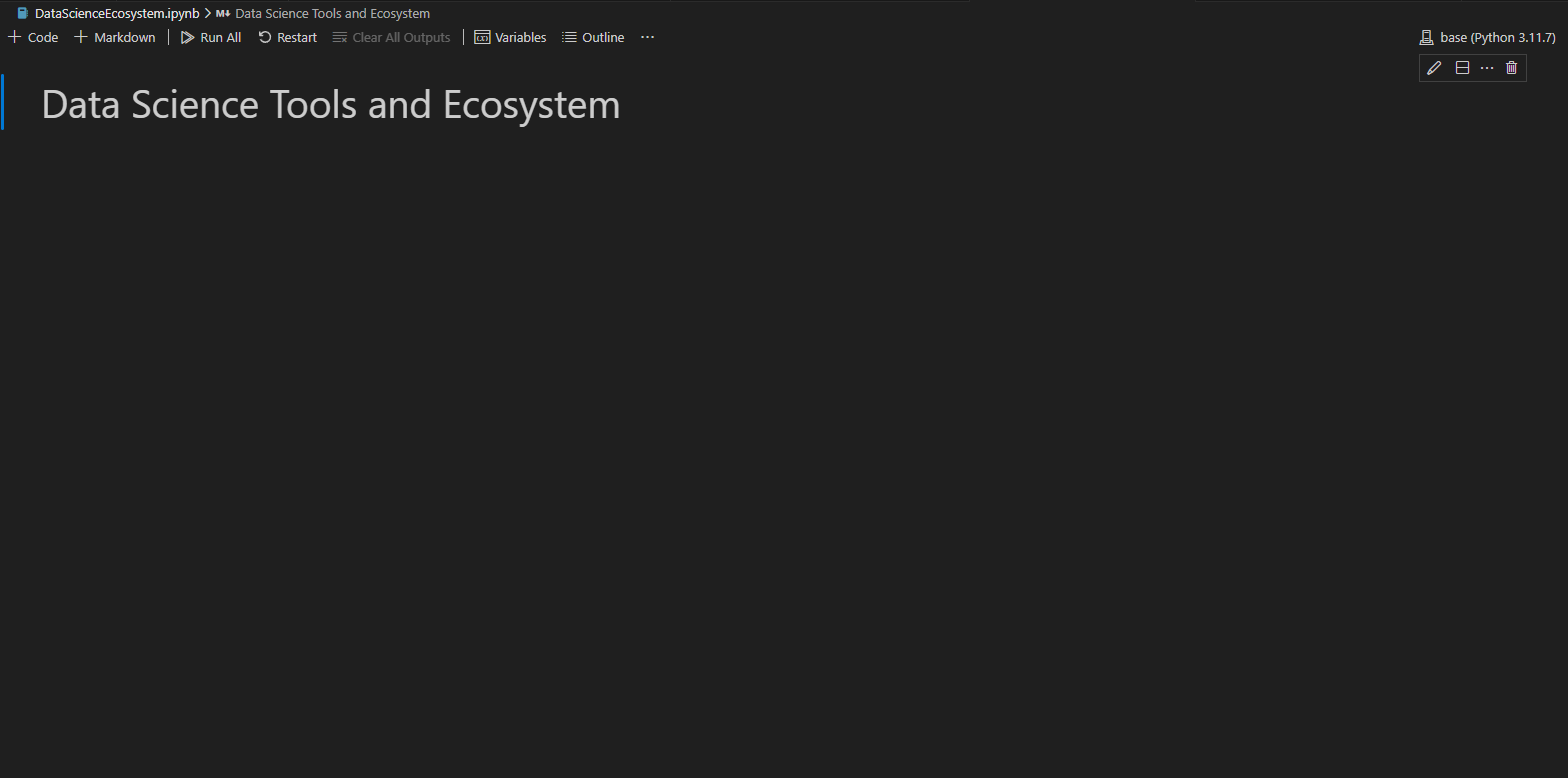 DataScienceEcosystem.ipynb > M↓ Data Science Tools and Ecosystem
+ Code + Markdown | Run All Restart Clear All Outputs | Variables Outline ... base (Python 3.11.7)
Data Science Tools and Ecosystem